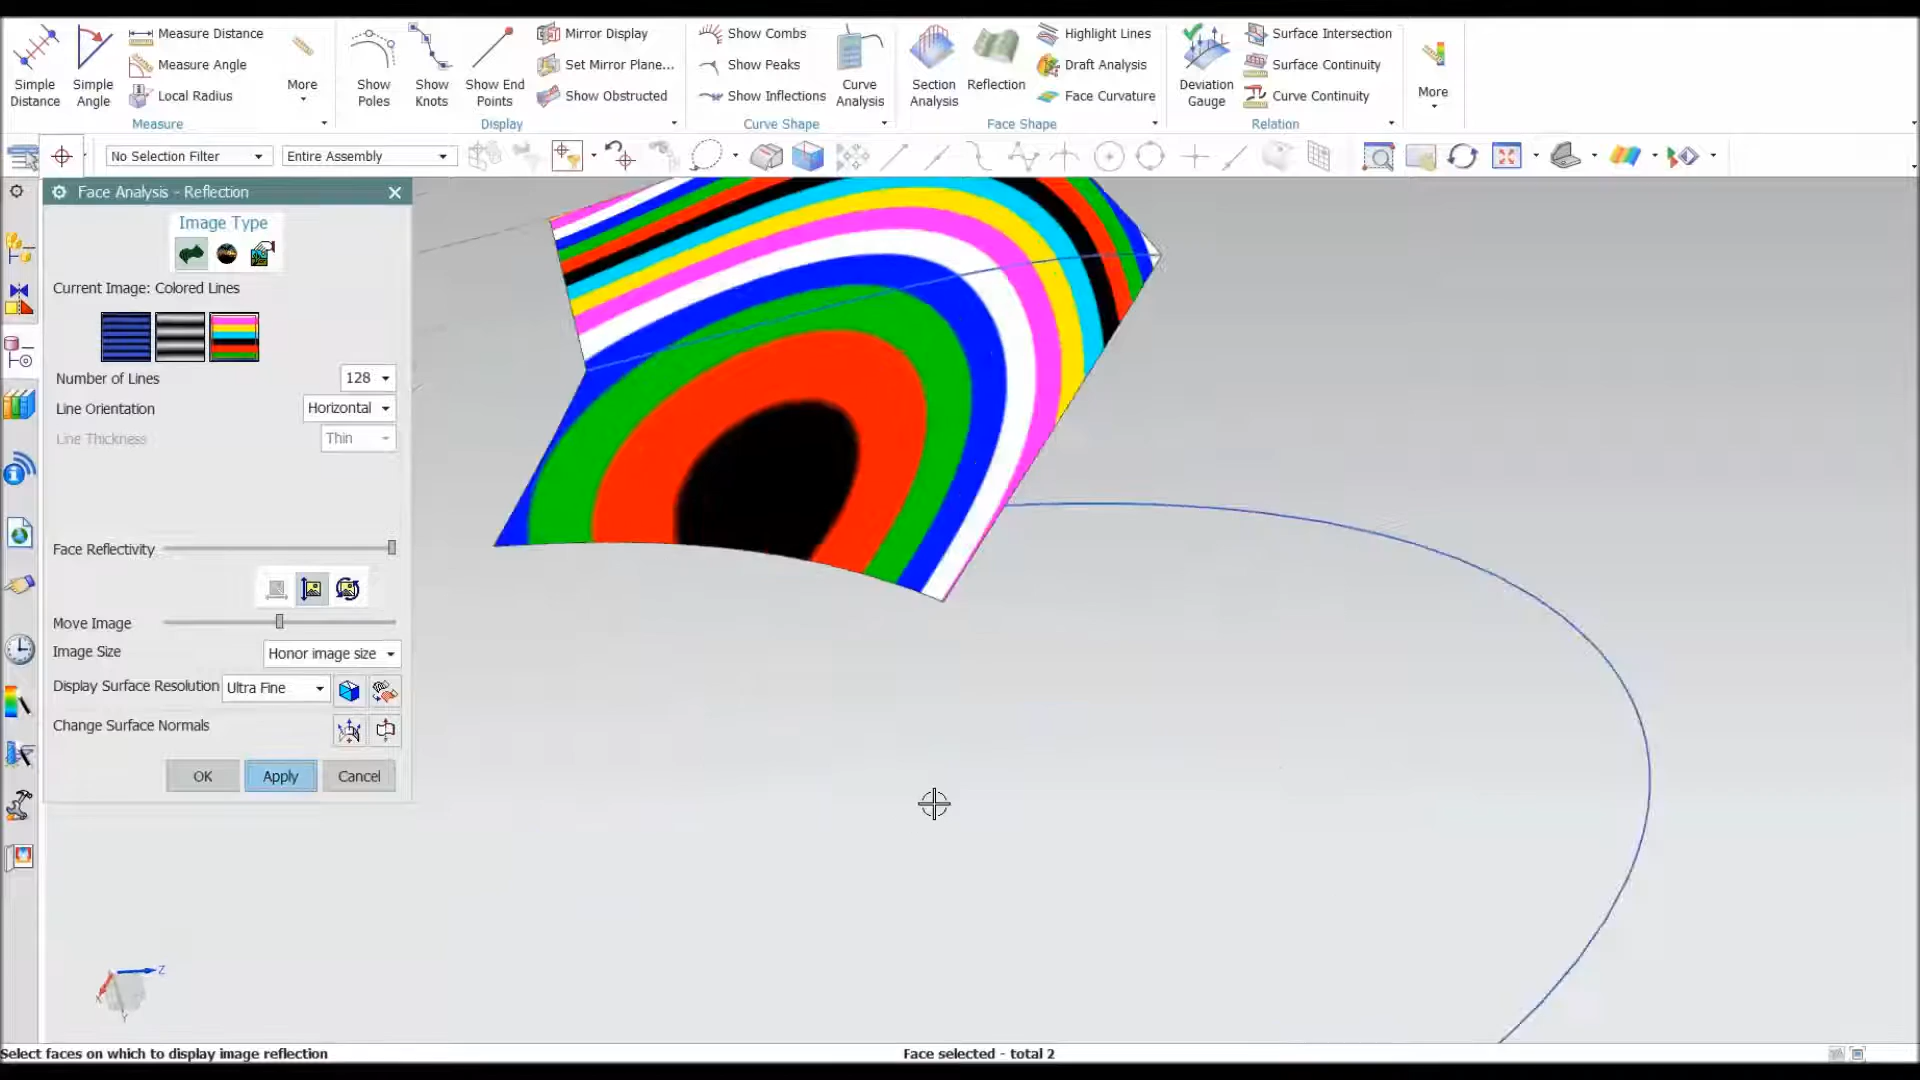 Simple Distance
Simple Angle
Measure Distance
Measure Angle
Local Radius
More
Measure
Show Poles
Show Knots
Show End Points
Mirror Display
Set Mirror Plane...
Show Obstructed
Display
Show Combs
Show Peaks
Show Inflections
Curve Analysis
Curve Shape
Section Analysis
Reflection
Highlight Lines
Draft Analysis
Face Curvature
Face Shape
Deviation Gauge
Surface Intersection
Surface Continuity
Curve Continuity
Relation
More
No Selection Filter
Entire Assembly
Face Analysis - Reflection
Image Type
Current Image: Colored Lines
Number of Lines 128
Line Orientation Horizontal
Line Thickness Thin
Face Reflectivity
Move Image
Image Size Honor image size
Display Surface Resolution Ultra Fine
Change Surface Normals
OK Apply Cancel
Z
X
Y
Select faces on which to display image reflection
Face selected - total 2